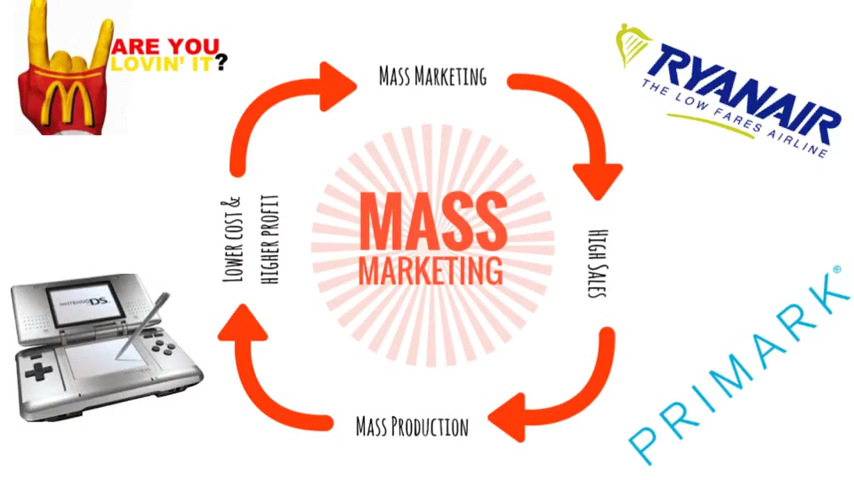 ARE YOU
LOVIN' IT?
M
Mass Marketing
RYANAIR
THE LOW FARES AIRLINE
Lower cost &
higher profit
MASS
MARKETING
High Sales
NINTENDO DS
PRIMARK®
Mass Production